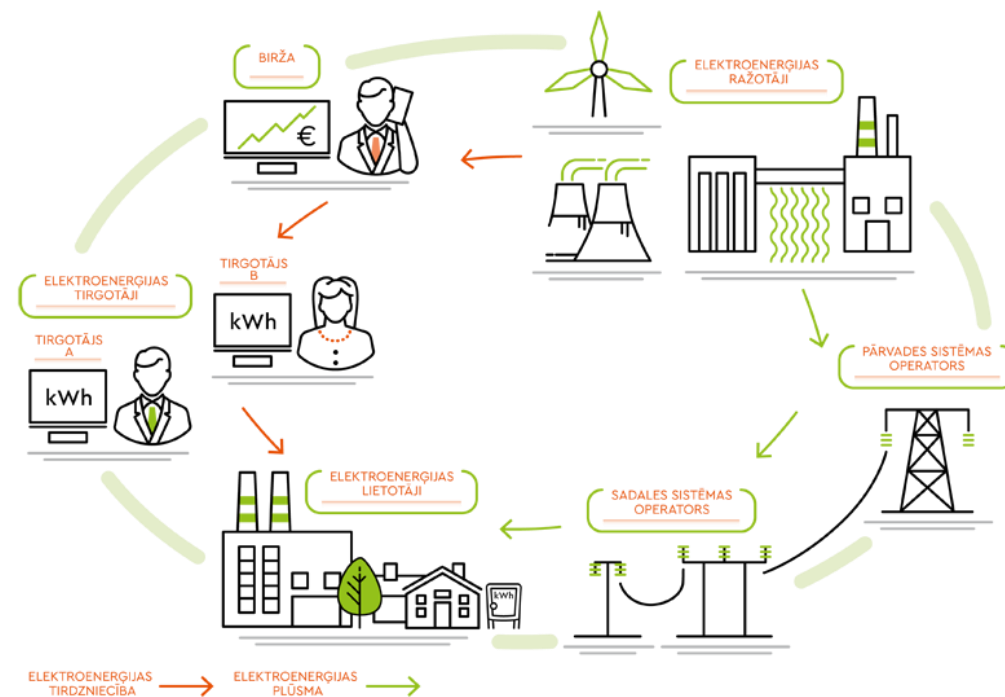 BIRŽA
€
ELEKTROENERĢIJAS
RAŽOTĀJI
ELEKTROENERĢIJAS
TIRGOTĀJI
TIRGOTĀJS
B
kWh
TIRGOTĀJS
A
kWh
PĀRVADES SISTĒMAS
OPERATORS
ELEKTROENERĢIJAS
LIETOTĀJI
SADALES SISTĒMAS
OPERATORS
kWh
ELEKTROENERĢIJAS
TIRDZNIECĪBA
ELEKTROENERĢIJAS
PLŪSMA